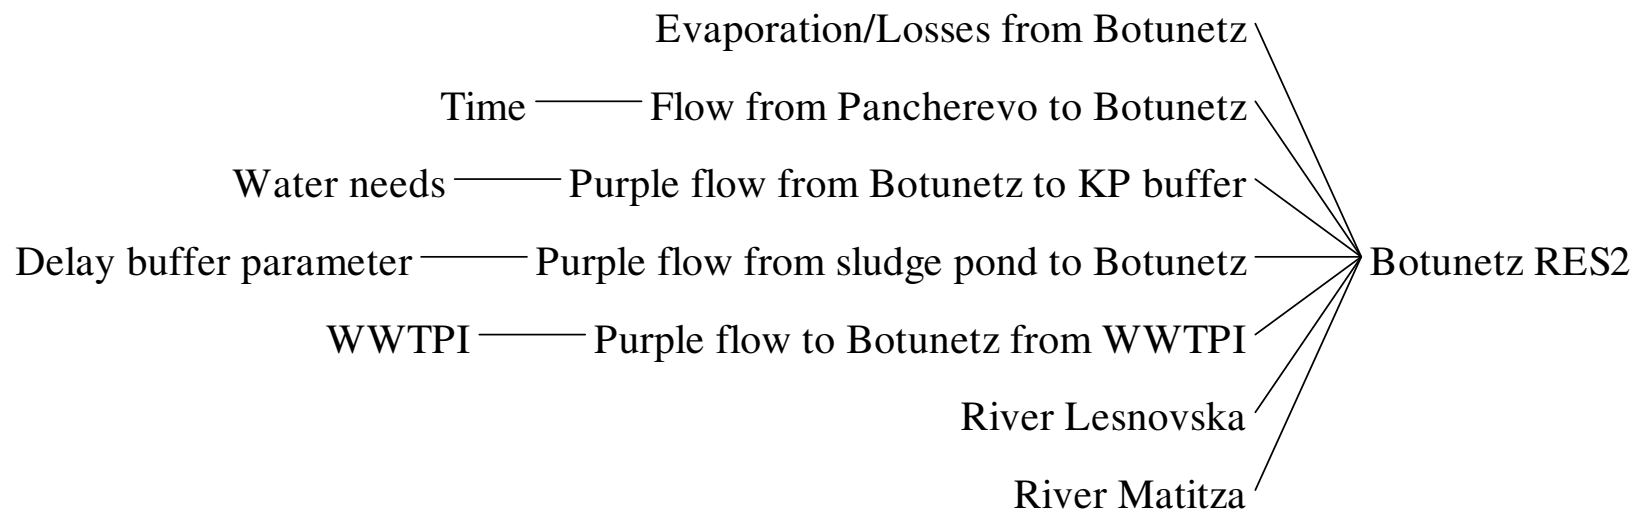 Evaporation/Losses from Botunetz
Time Flow from Pancherevo to Botunetz
Water needs Purple flow from Botunetz to KP buffer
Delay buffer parameter Purple flow from sludge pond to Botunetz Botunetz RES2
WWTPI Purple flow to Botunetz from WWTPI
River Lesnovska
River Matitza